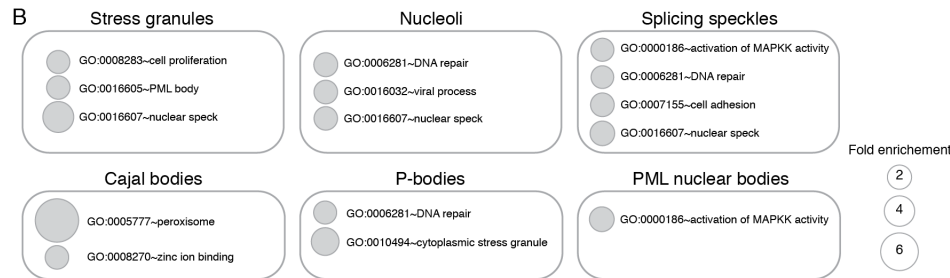 B
Stress granules
GO:0008283~cell proliferation
GO:0016605~PML body
GO:0016607~nuclear speck
Nucleoli
GO:0006281~DNA repair
GO:0016032~viral process
GO:0016607~nuclear speck
Splicing speckles
GO:0000186~activation of MAPKK activity
GO:0006281~DNA repair
GO:0007155~cell adhesion
GO:0016607~nuclear speck
Cajal bodies
GO:0005777~peroxisome
GO:0008270~zinc ion binding
P-bodies
GO:0006281~DNA repair
GO:0010494~cytoplasmic stress granule
PML nuclear bodies
GO:0000186~activation of MAPKK activity
Fold enrichement
2
4
6